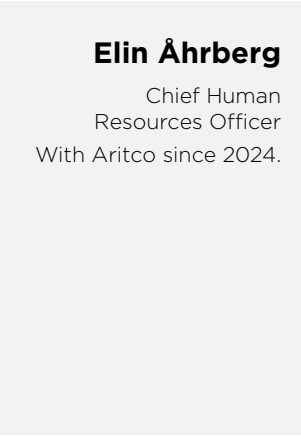 Elin Åhrberg
Chief Human
Resources Officer
With Aritco since 2024.